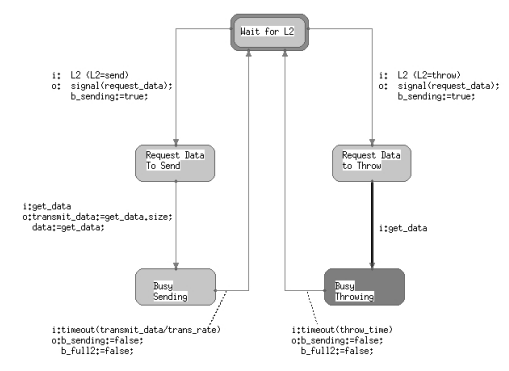 Wait for L2
i: L2 (L2=send)
o: signal(request_data);
b_sending:=true;
i: L2 (L2=throw)
o: signal(request_data);
b_sending:=true;
Request Data
To Send
Request Data
to Throw
i:get_data
o:transmit_data:=get_data.size;
data:=get_data;
i:get_data
Busy
Sending
Busy
Throwing
i:timeout(transmit_data/trans_rate)
o:b_sending:=false;
b_full2:=false;
i:timeout(throw_time)
o:b_sending:=false;
b_full2:=false;